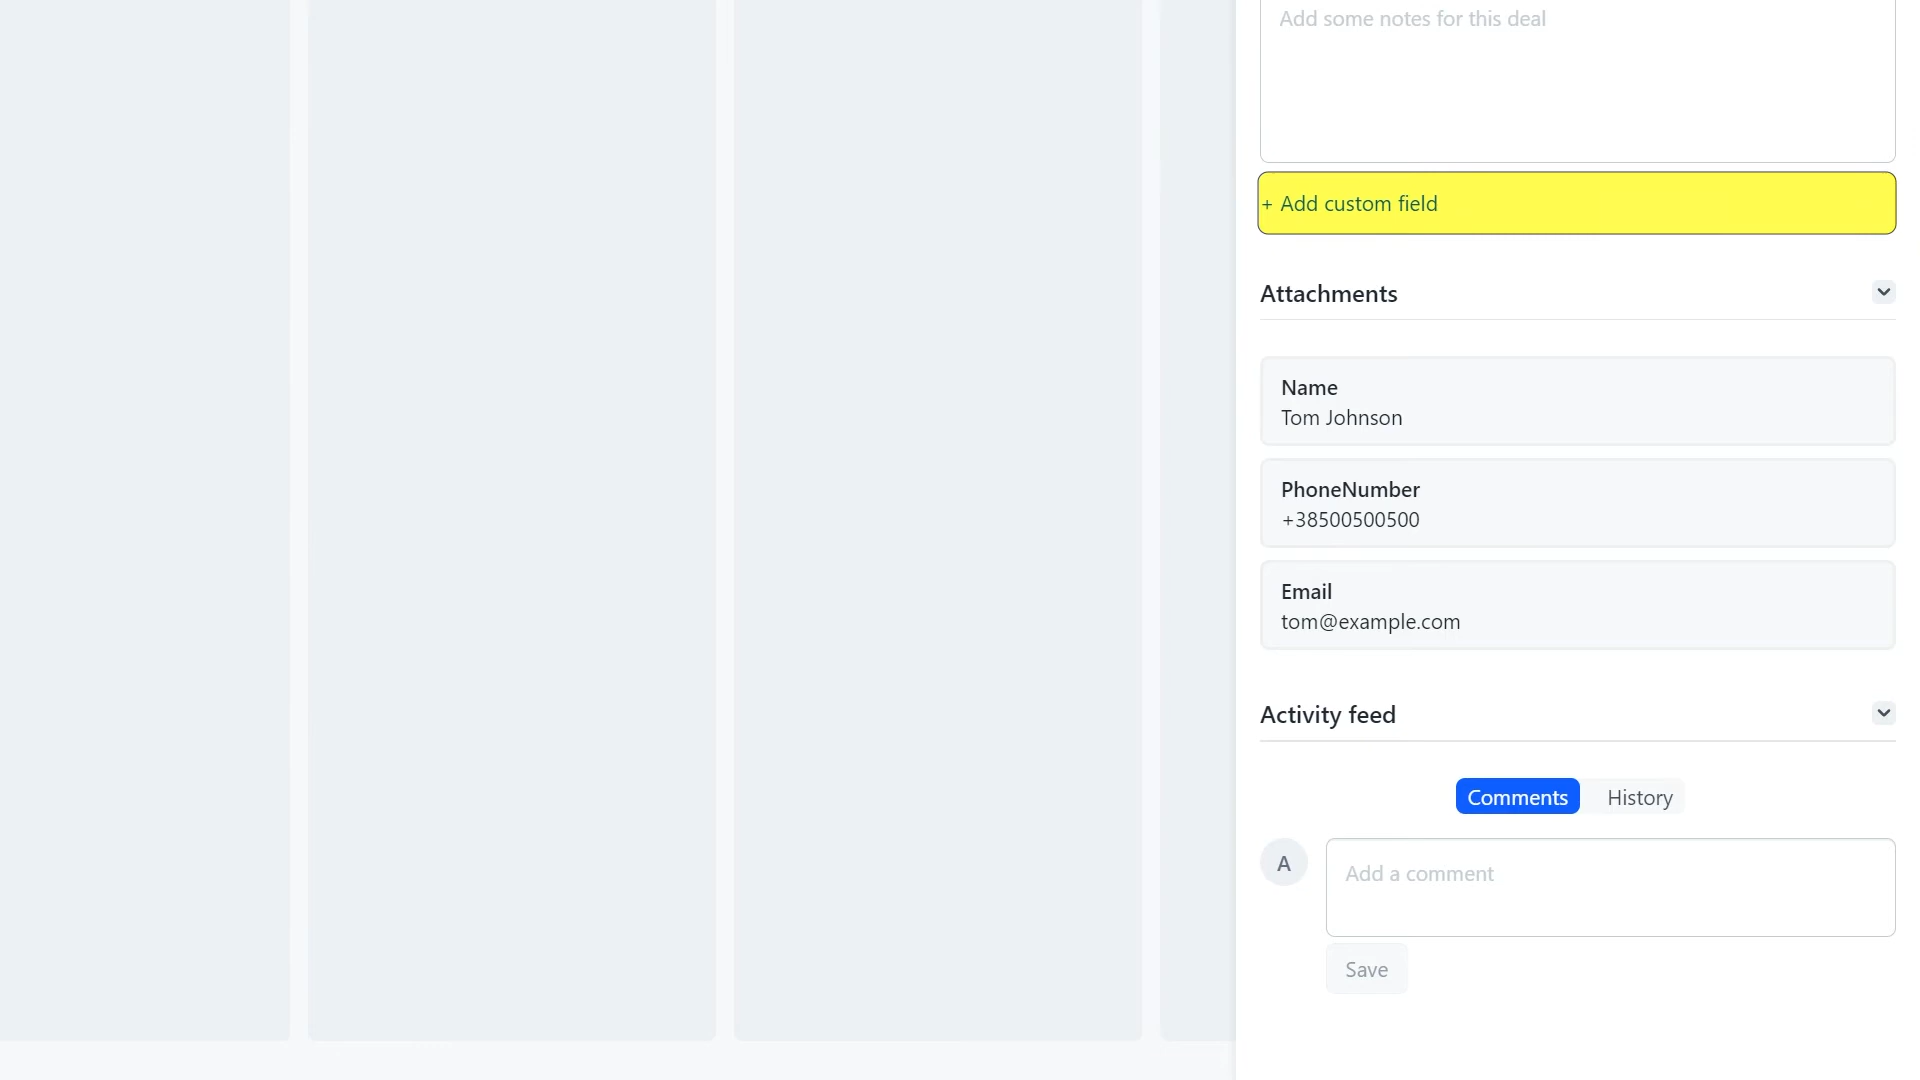 Add some notes for this deal
+ Add custom field
Attachments
Name
Tom Johnson
PhoneNumber
+38500500500
Email
tom@example.com
Activity feed
Comments History
A
Add a comment
Save